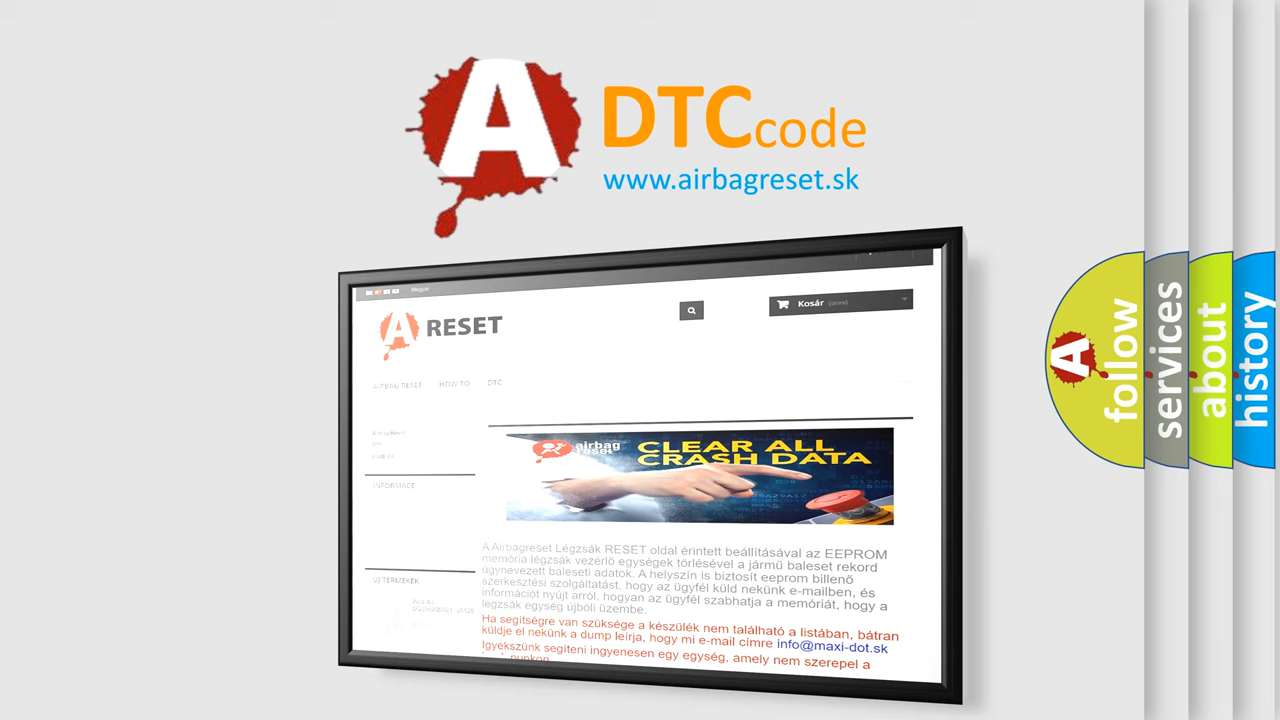 A DTCcode
www.airbagreset.sk
Magyar
A RESET
Kosár (üres)
AIRBAG RESET HOW TO DTC
INFORMACE
airbag
reset
CLEAR ALL
CRASH DATA
A Airbagreset Légzsák RESET oldal érintett beállításával az EEPROM
memória légzsák vezérlő egységek törlésével a jármű baleset rekord
úgynevezett baleseti adatok. A helyszín is biztosít eeprom billenő
szerkesztési szolgáltatást, hogy az ügyfél küld nekünk e-mailben, és
információt nyújt arról, hogyan az ügyfél szabhatja a memóriát, hogy a
légzsák egység újbóli üzembe.
Ha segítségre van szüksége a készülék nem található a listában, bátran
küldje el nekünk a dump leírja, hogy mi e-mail címre info@maxi-dot.sk
Igyekszünk segíteni ingyenesen egy egység, amely nem szerepel a
ÚJ TERMÉKEK
A follow
services
about
history